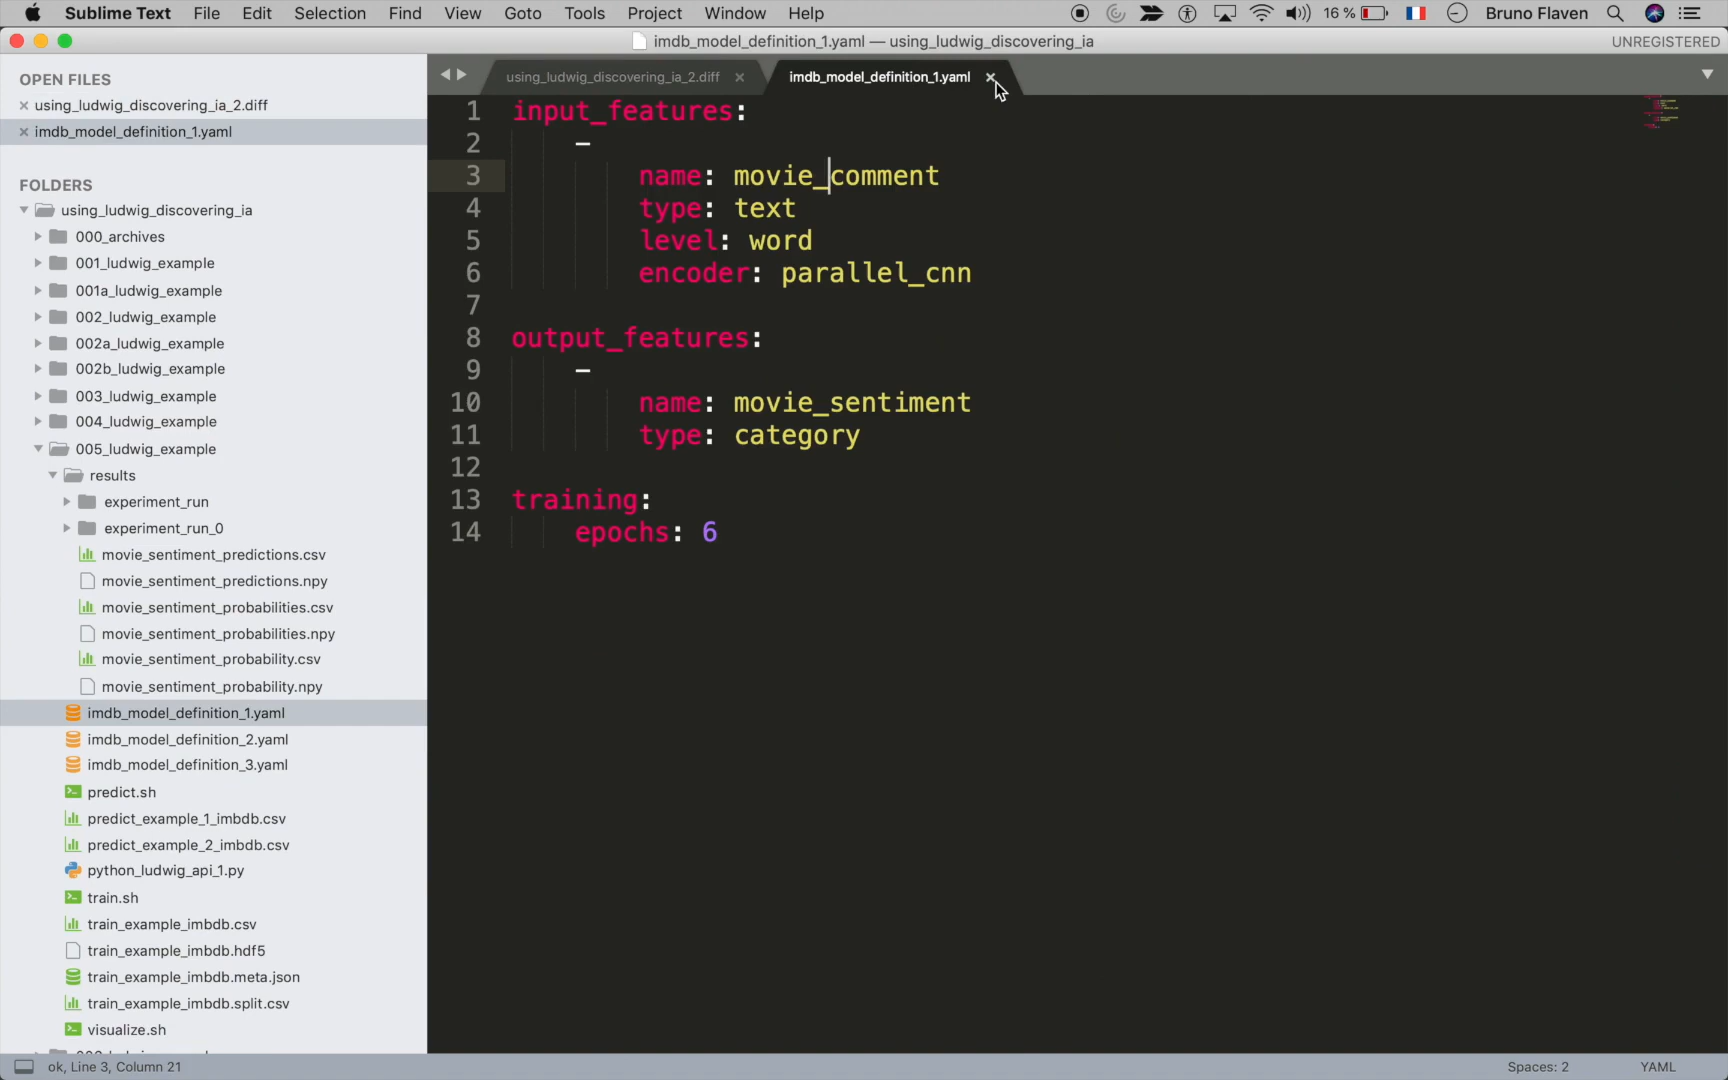 Sublime Text File Edit Selection Find View Goto Tools Project Window Help 16 % Bruno Flaven
imdb_model_definition_1.yaml — using_ludwig_discovering_ia UNREGISTERED
OPEN FILES
using_ludwig_discovering_ia_2.diff
imdb_model_definition_1.yaml
FOLDERS
using_ludwig_discovering_ia
000_archives
001_ludwig_example
001a_ludwig_example
002_ludwig_example
002a_ludwig_example
002b_ludwig_example
003_ludwig_example
004_ludwig_example
005_ludwig_example
results
experiment_run
experiment_run_0
movie_sentiment_predictions.csv
movie_sentiment_predictions.npy
movie_sentiment_probabilities.csv
movie_sentiment_probabilities.npy
movie_sentiment_probability.csv
movie_sentiment_probability.npy
imdb_model_definition_1.yaml
imdb_model_definition_2.yaml
imdb_model_definition_3.yaml
predict.sh
predict_example_1_imbdb.csv
predict_example_2_imbdb.csv
python_ludwig_api_1.py
train.sh
train_example_imbdb.csv
train_example_imbdb.hdf5
train_example_imbdb.meta.json
train_example_imbdb.split.csv
visualize.sh
using_ludwig_discovering_ia_2.diff imdb_model_definition_1.yaml
1 input_features:
2 -
3 name: movie_comment
4 type: text
5 level: word
6 encoder: parallel_cnn
7
8 output_features:
9 -
10 name: movie_sentiment
11 type: category
12
13 training:
14 epochs: 6
ok, Line 3, Column 21 Spaces: 2 YAML